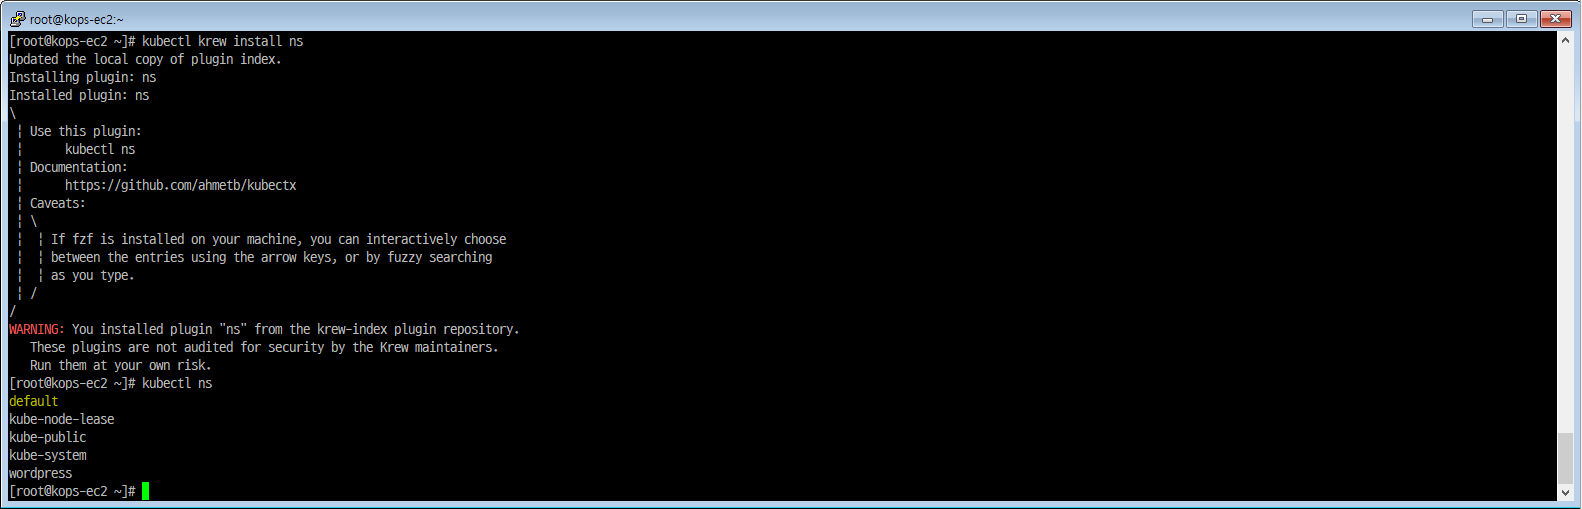 root@kops-ec2:~
[root@kops-ec2 ~]# kubectl krew install ns
Updated the local copy of plugin index.
Installing plugin: ns
Installed plugin: ns
\
 | Use this plugin:
 |      kubectl ns
 | Documentation:
 |      https://github.com/ahmetb/kubectx
 | Caveats:
 | \
 |  | If fzf is installed on your machine, you can interactively choose
 |  | between the entries using the arrow keys, or by fuzzy searching
 |  | as you type.
 | /
/
WARNING: You installed plugin "ns" from the krew-index plugin repository.
   These plugins are not audited for security by the Krew maintainers.
   Run them at your own risk.
[root@kops-ec2 ~]# kubectl ns
default
kube-node-lease
kube-public
kube-system
wordpress
[root@kops-ec2 ~]#